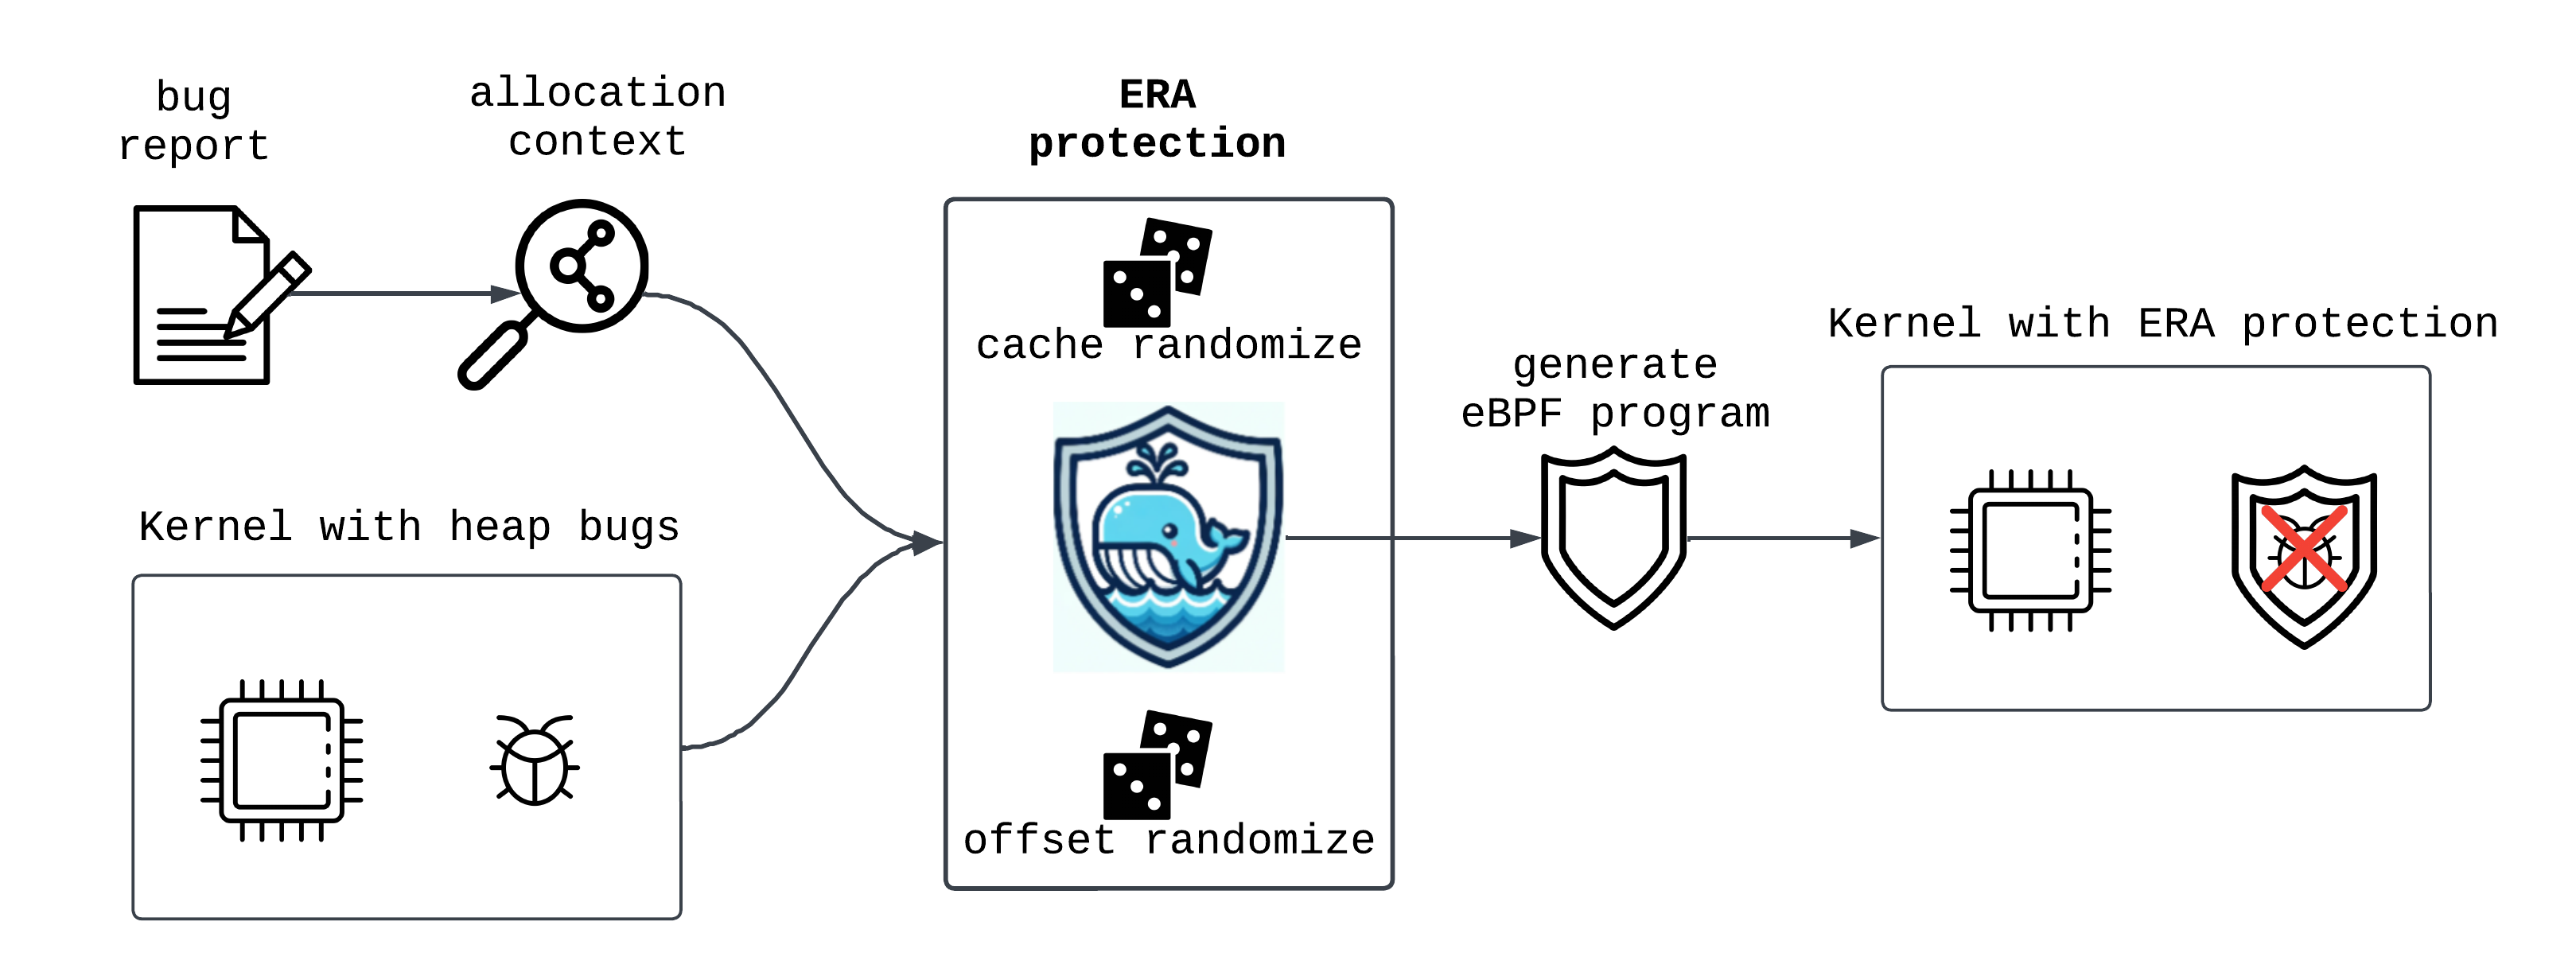 bug
report
allocation
context
ERA
protection
cache randomize
offset randomize
Kernel with heap bugs
generate
eBPF program
Kernel with ERA protection